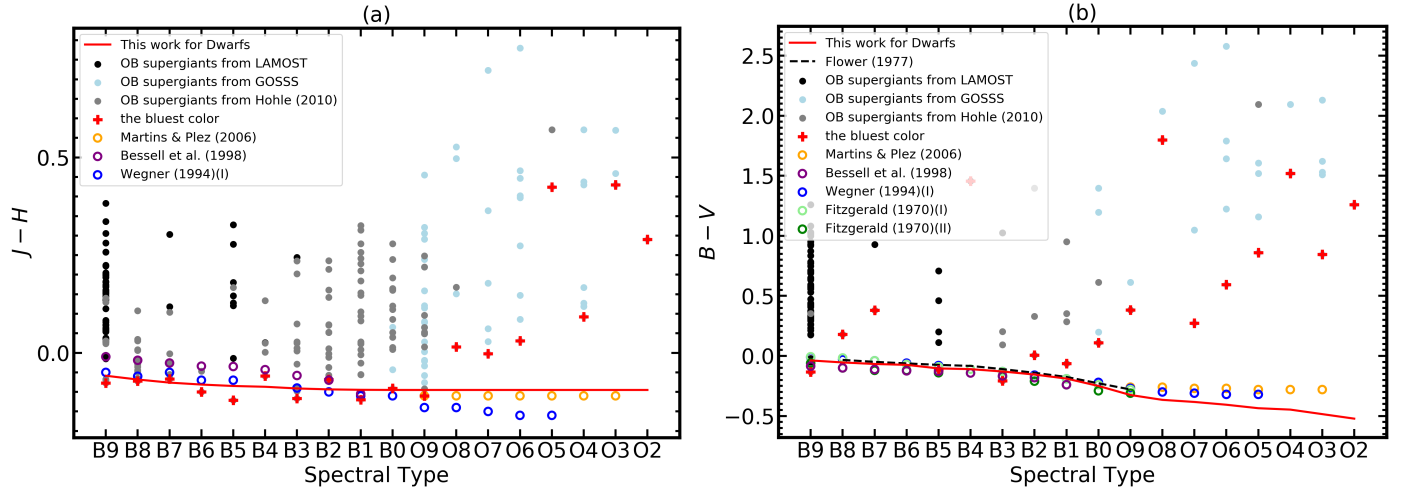 (a)
This work for Dwarfs
OB supergiants from LAMOST
OB supergiants from GOSSS
OB supergiants from Hohle (2010)
the bluest color
Martins & Plez (2006)
Bessell et al. (1998)
Wegner (1994)(I)
0.5
0.0
J − H
B9 B8 B7 B6 B5 B4 B3 B2 B1 B0 O9 O8 O7 O6 O5 O4 O3 O2
Spectral Type
(b)
This work for Dwarfs
Flower (1977)
OB supergiants from LAMOST
OB supergiants from GOSSS
OB supergiants from Hohle (2010)
the bluest color
Martins & Plez (2006)
Bessell et al. (1998)
Wegner (1994)(I)
Fitzgerald (1970)(I)
Fitzgerald (1970)(II)
2.5
2.0
1.5
1.0
0.5
0.0
−0.5
B − V
B9 B8 B7 B6 B5 B4 B3 B2 B1 B0 O9 O8 O7 O6 O5 O4 O3 O2
Spectral Type